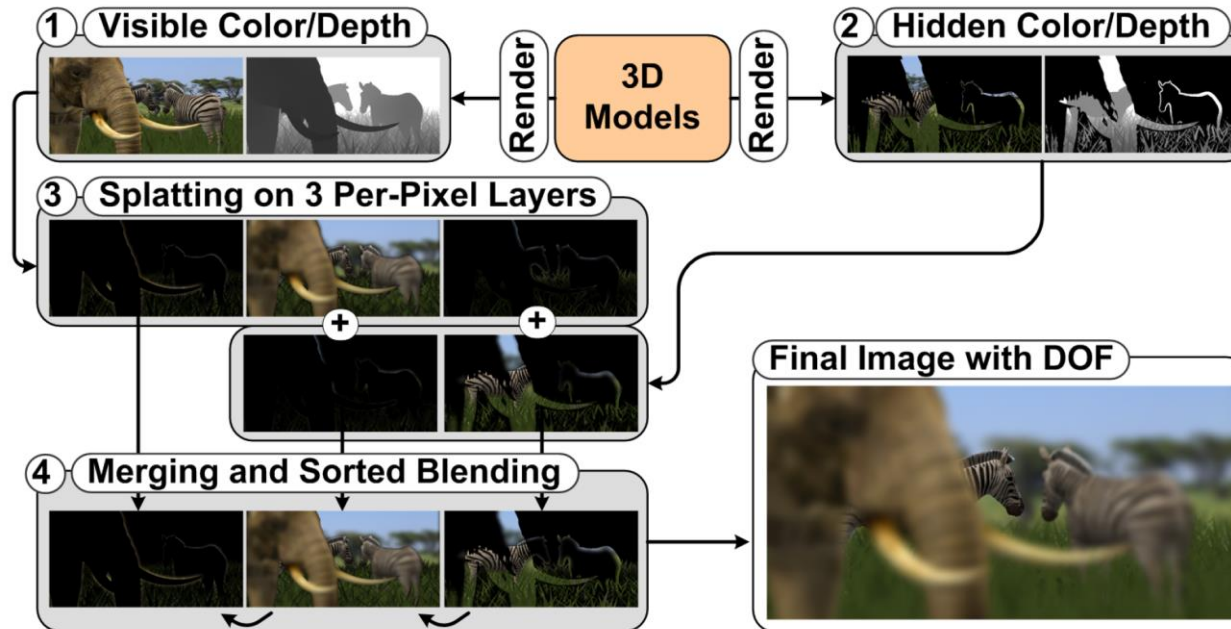 1 Visible Color/Depth
Render
3D
Models
Render
2 Hidden Color/Depth
3 Splatting on 3 Per-Pixel Layers
+ +
Final Image with DOF
4 Merging and Sorted Blending